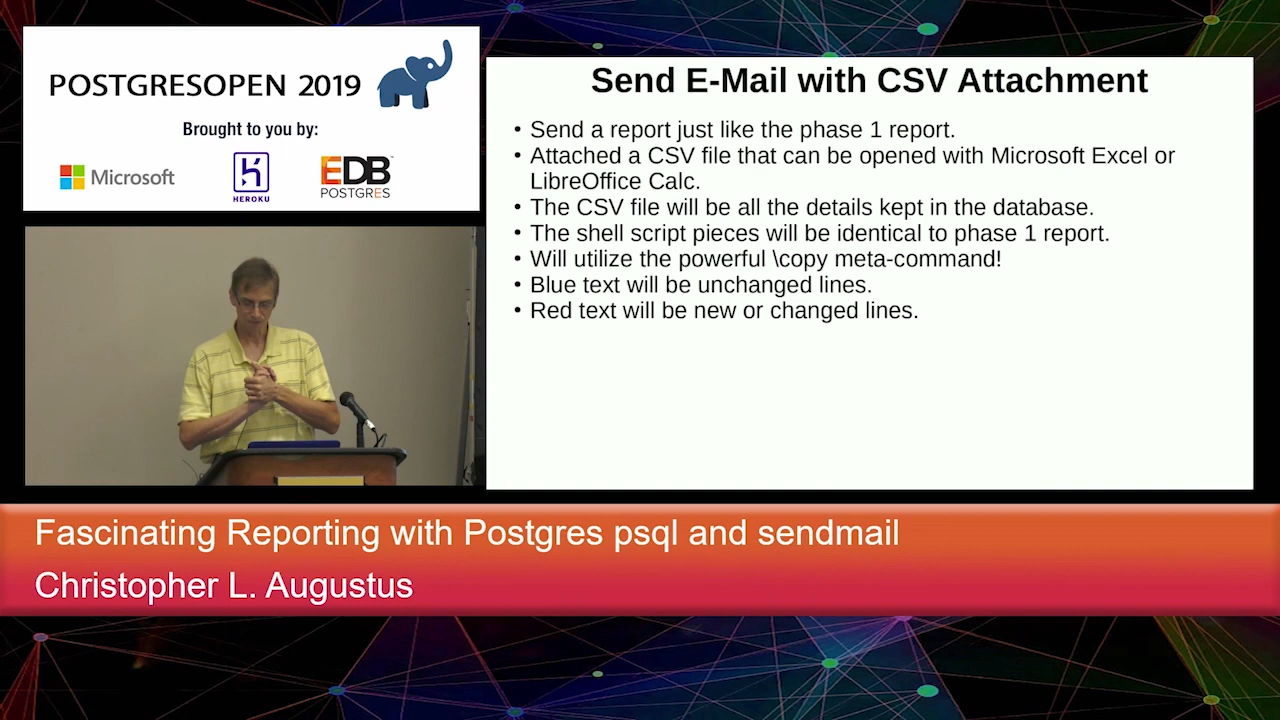 POSTGRESOPEN 2019
Brought to you by:
Microsoft
HEROKU
EDB
POSTGRES
Send E-Mail with CSV Attachment
• Send a report just like the phase 1 report.
• Attached a CSV file that can be opened with Microsoft Excel or
LibreOffice Calc.
• The CSV file will be all the details kept in the database.
• The shell script pieces will be identical to phase 1 report.
• Will utilize the powerful \copy meta-command!
• Blue text will be unchanged lines.
• Red text will be new or changed lines.
Fascinating Reporting with Postgres psql and sendmail
Christopher L. Augustus